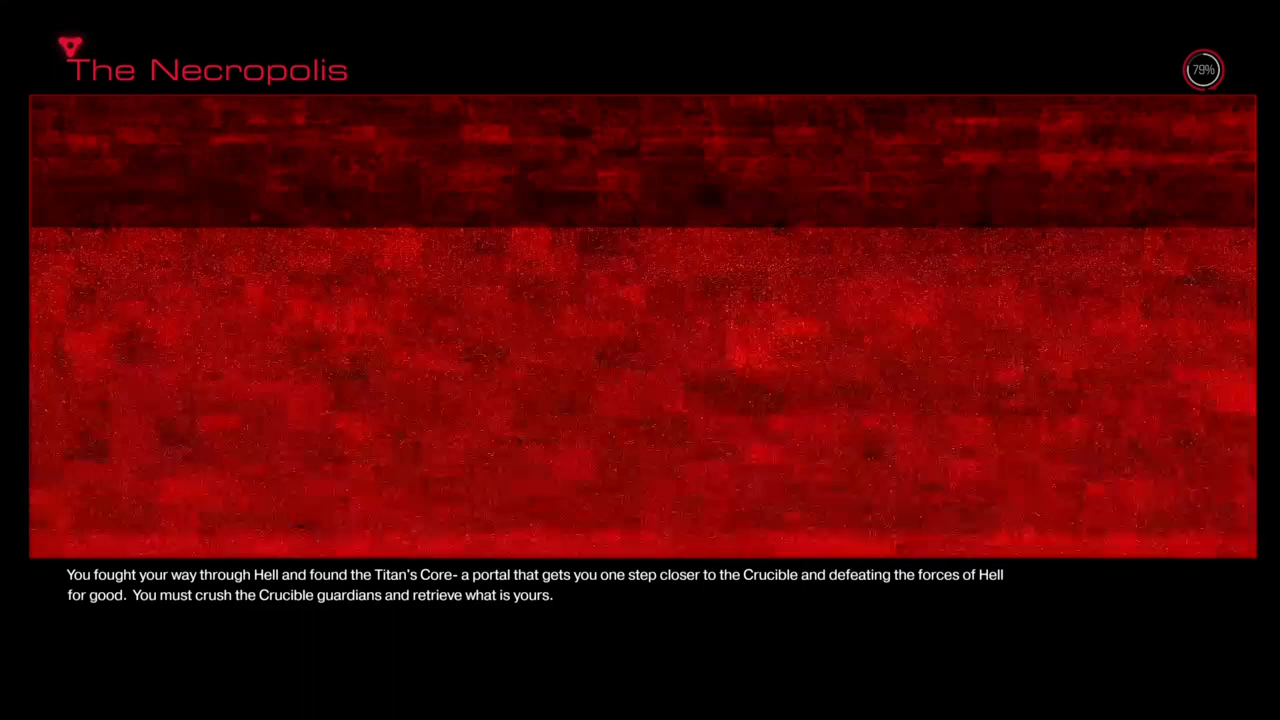 The Necropolis
79%
You fought your way through Hell and found the Titan's Core- a portal that gets you one step closer to the Crucible and defeating the forces of Hell
for good.  You must crush the Crucible guardians and retrieve what is yours.